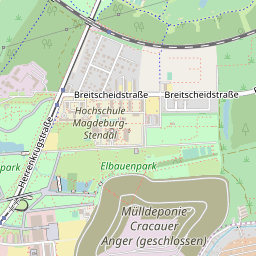 Breitscheidstraße
Breitscheidstraße
Hochschule
Magdeburg-
Stendal
Herrenkrugstraße
Elbauenpark
park
Mülldeponie
Cracauer
Anger (geschlossen)